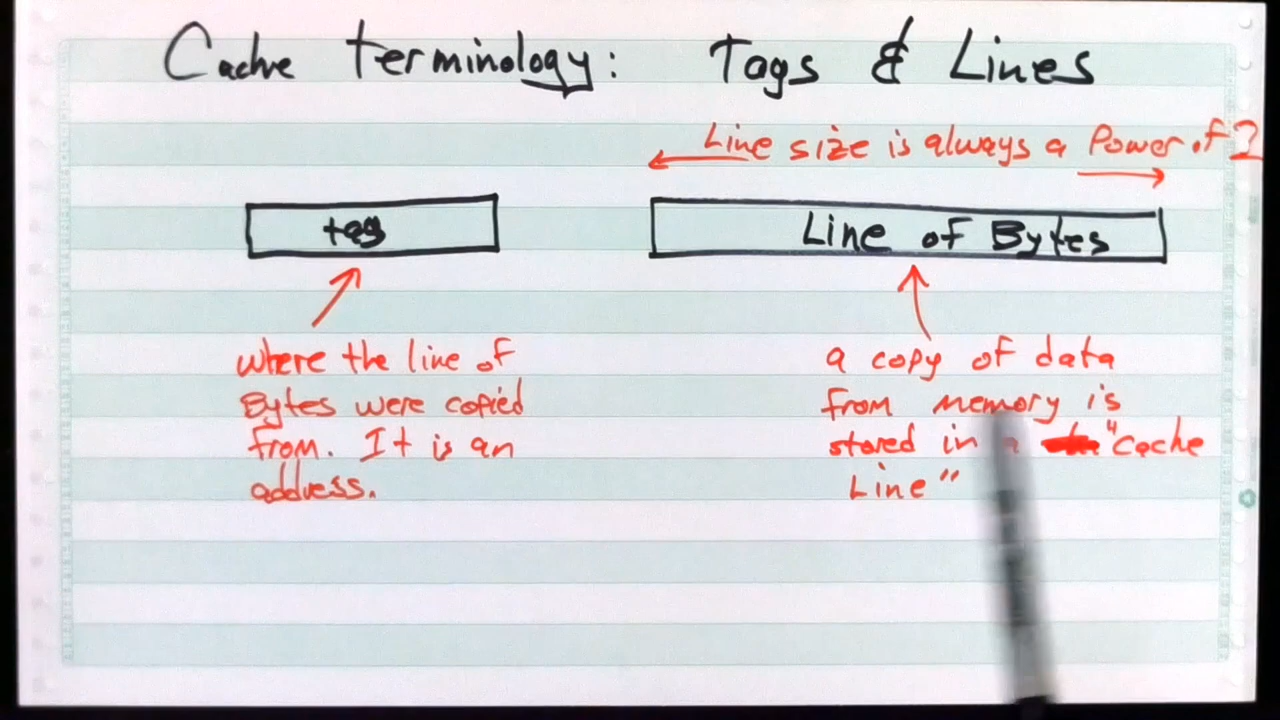 Cache terminology: Tags & Lines
Line size is always a Power of 2
tag
Line of Bytes
where the line of
Bytes were copied
from. It is an
address.
a copy of data
from memory is
stored in a "cache
Line"